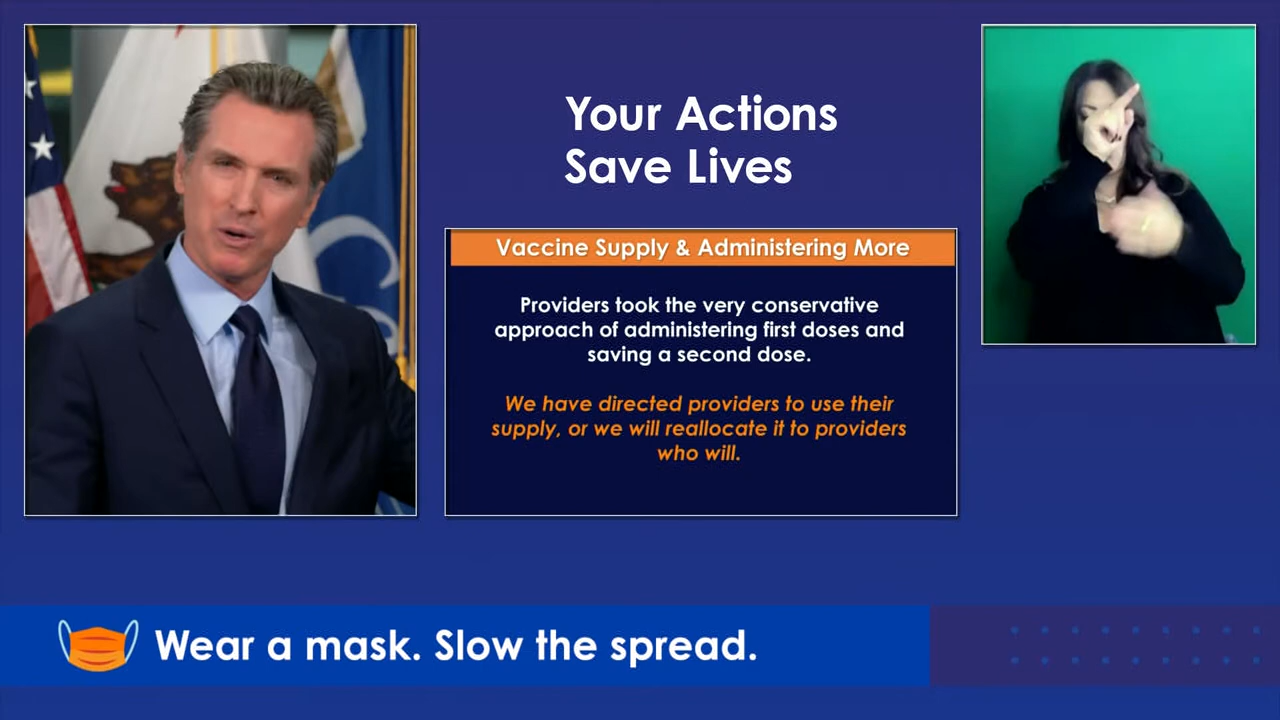 Your Actions
Save Lives
Vaccine Supply & Administering More
Providers took the very conservative
approach of administering first doses and
saving a second dose.
We have directed providers to use their
supply, or we will reallocate it to providers
who will.
Wear a mask. Slow the spread.